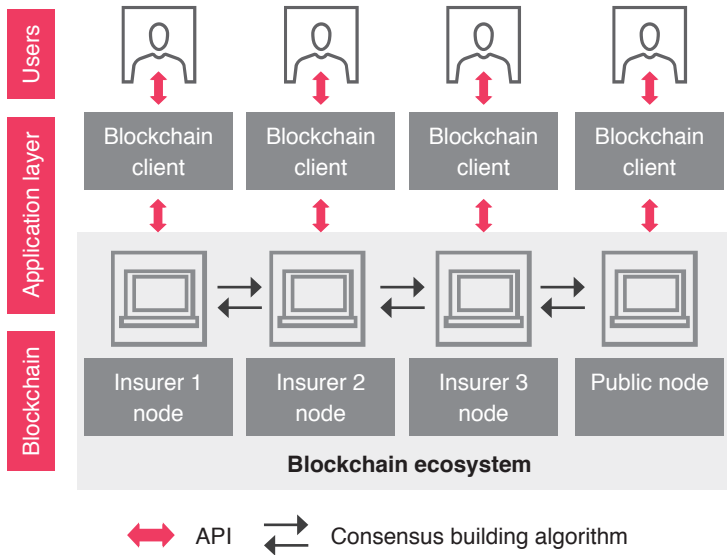 Users
Application layer
Blockchain
Blockchain
client
Blockchain
client
Blockchain
client
Blockchain
client
Insurer 1
node
Insurer 2
node
Insurer 3
node
Public node
Blockchain ecosystem
API
Consensus building algorithm